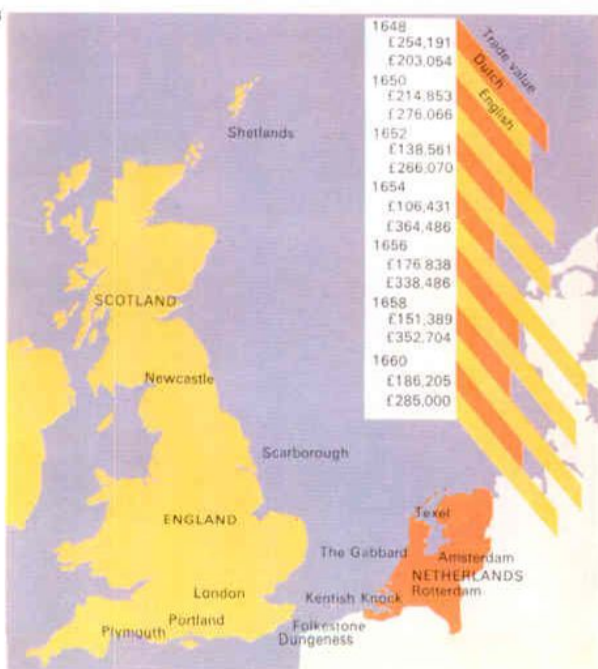 1648
£254,191
£203,054
1650
£214,853
£276,066
1652
£138,561
£266,070
1654
£106,431
£364,486
1656
£176.838
£338,486
1658
£151,389
£352,704
1660
£186,205
£285,000
Trade value
Dutch
English
Shetlands
SCOTLAND
Newcastle
Scarborough
ENGLAND
Texel
The Gabbard
Amsterdam
NETHERLANDS
Rotterdam
London
Kentish Knock
Portland
Plymouth
Folkestone
Dungeness